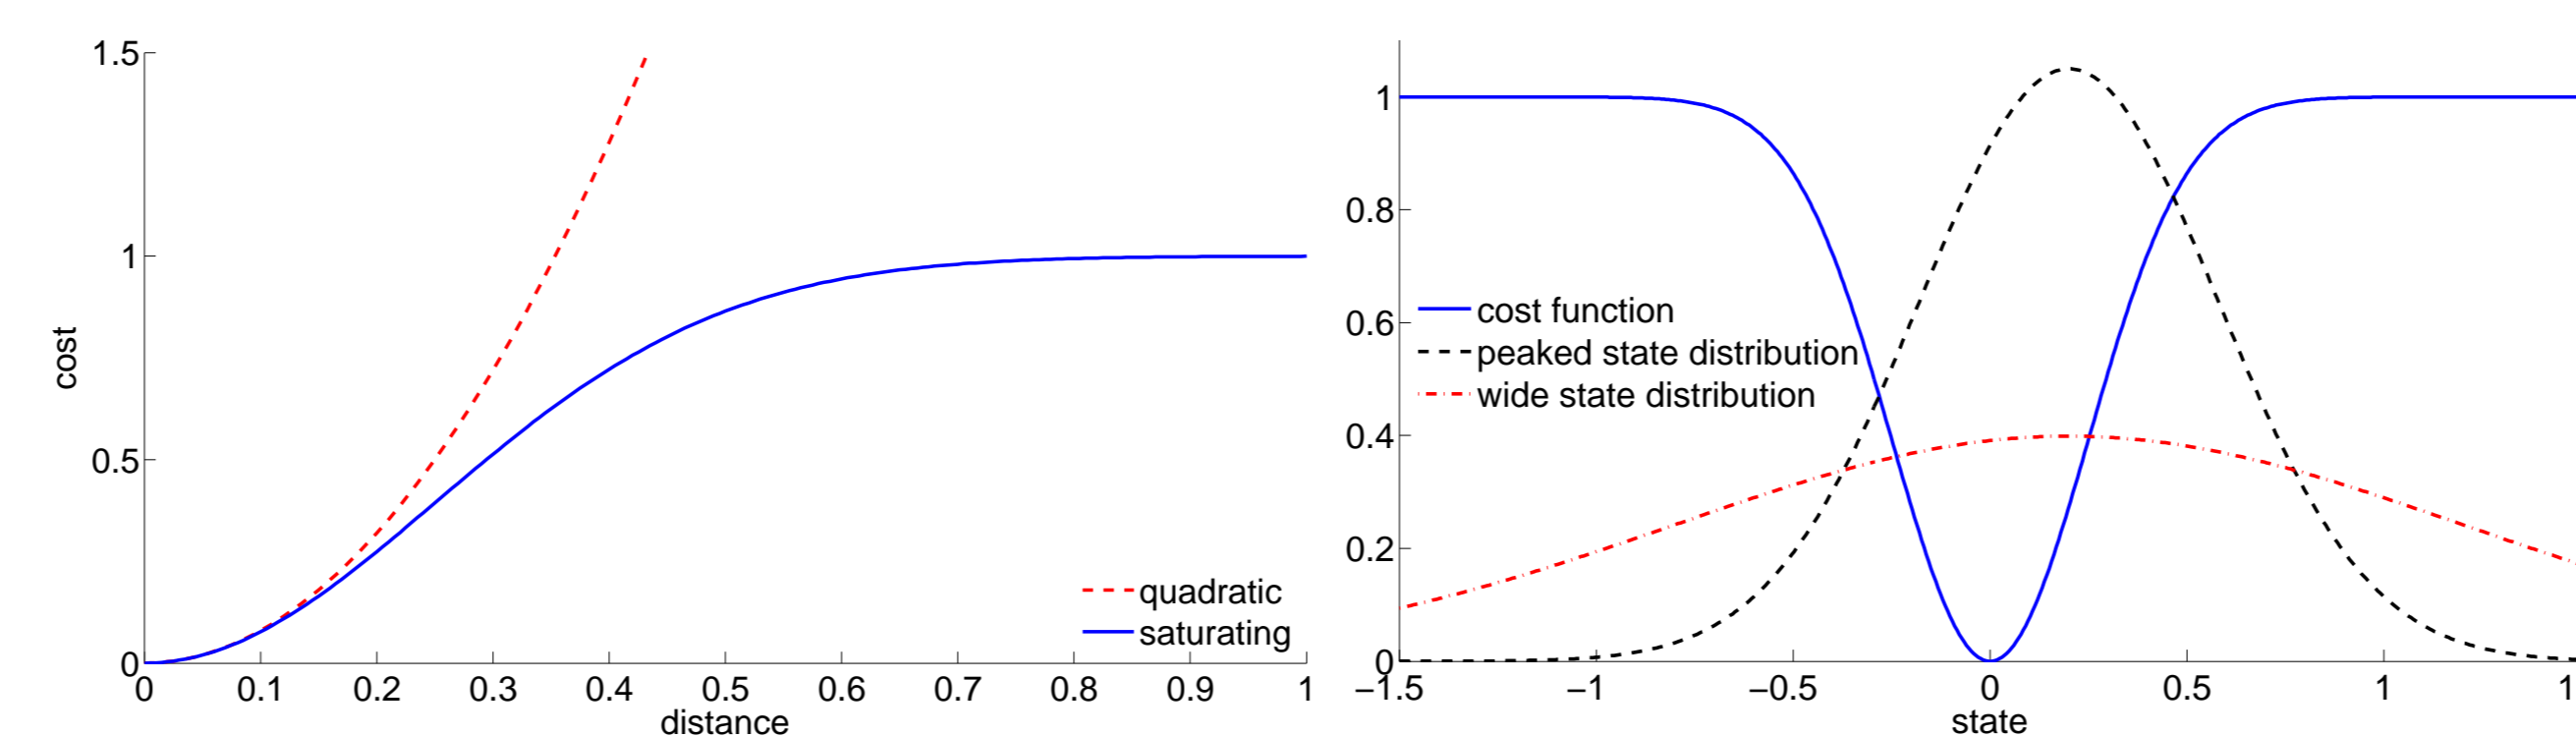 1.5
1
0.5
0
cost
quadratic
saturating
0 0.1 0.2 0.3 0.4 0.5 0.6 0.7 0.8 0.9 1
distance
1
0.8
0.6
0.4
0.2
0
cost function
peaked state distribution
wide state distribution
−1.5 −1 −0.5 0 0.5 1 1
state